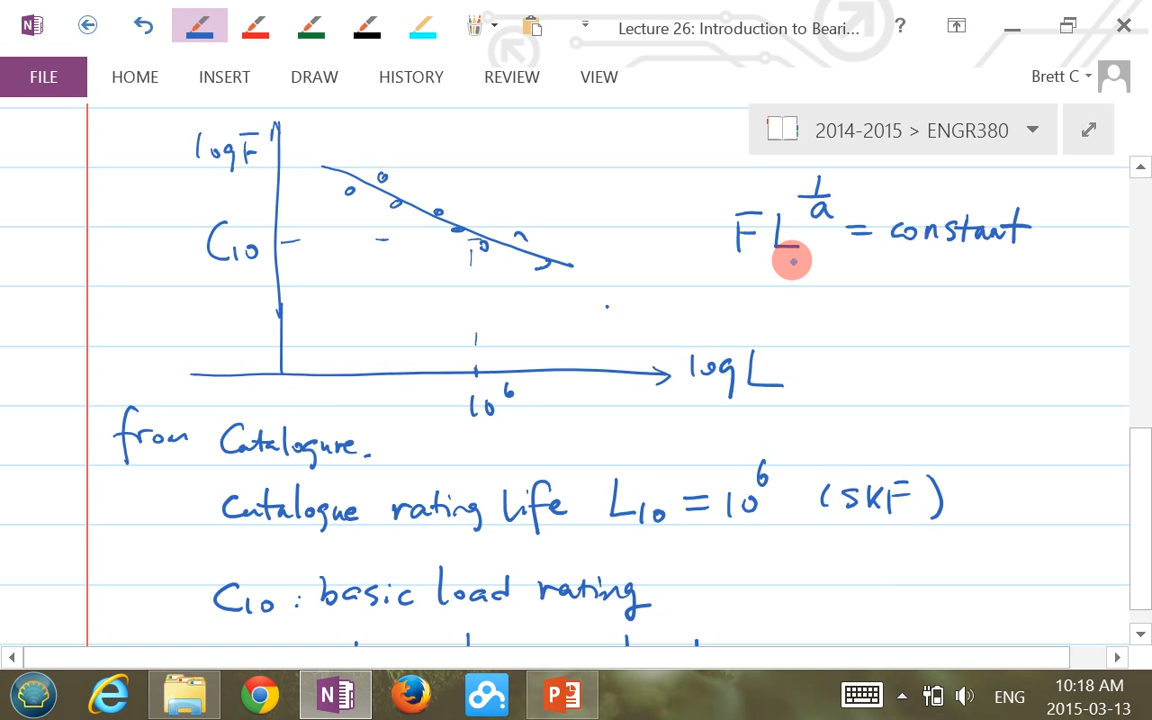 Lecture 26: Introduction to Beari...
?
FILE HOME INSERT DRAW HISTORY REVIEW VIEW
Brett C
2014-2015 > ENGR380
log F
C10
FL^1/a = constant
log L
10^6
from Catalogure.
Catalogue rating life L10 = 10^6 (SKF)
C10 : basic load rating
ENG
10:18 AM
2015-03-13